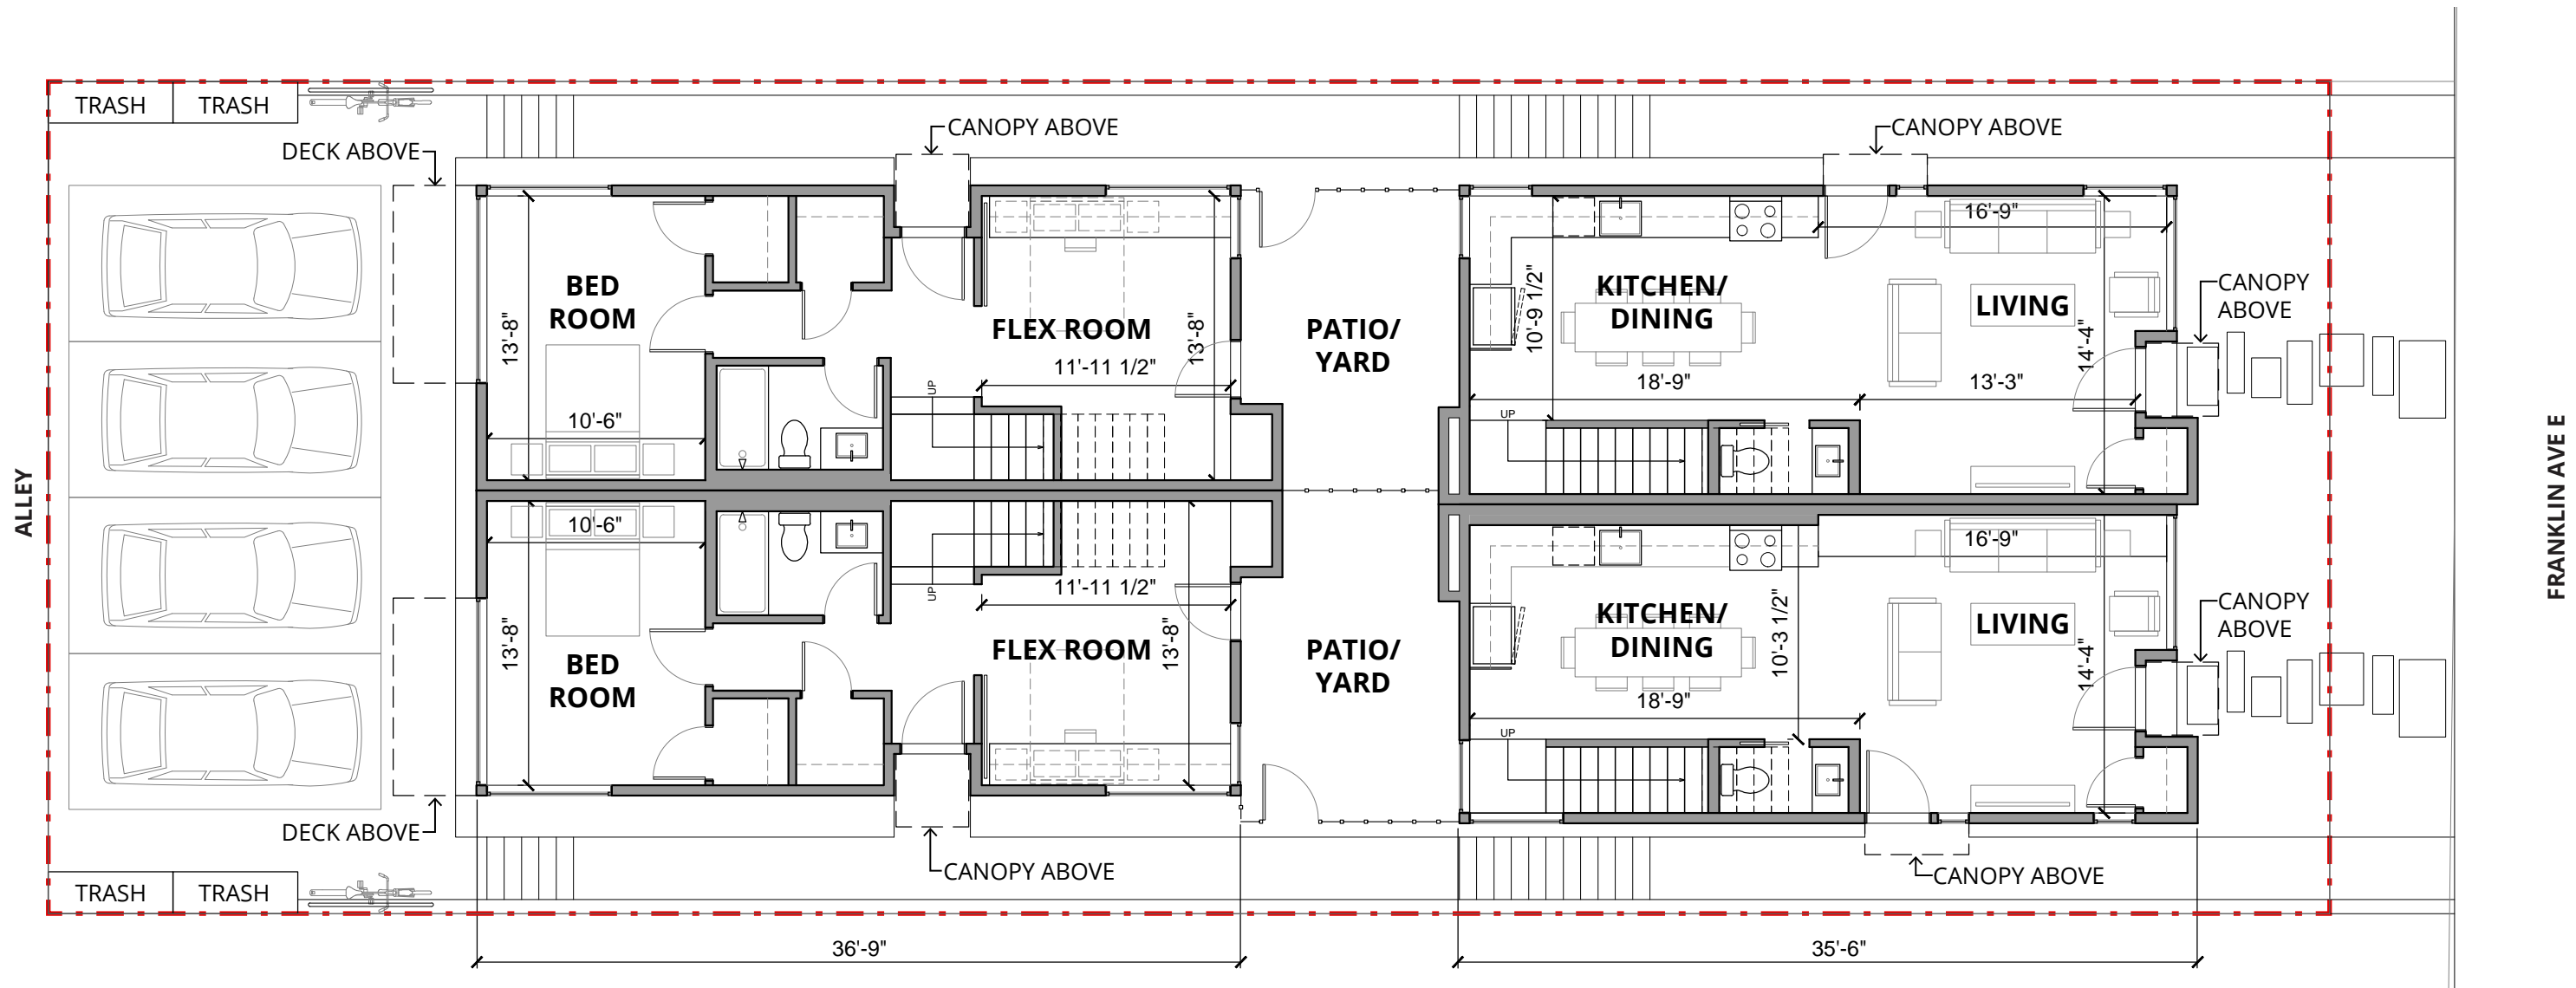 TRASH
TRASH
DECK ABOVE
CANOPY ABOVE
CANOPY ABOVE
16'-9"
BED
ROOM
13'-8"
10'-6"
FLEX ROOM
11'-11 1/2"
13'-8"
UP
PATIO/
YARD
10'-9 1/2"
KITCHEN/
DINING
18'-9"
UP
LIVING
14'-4"
13'-3"
CANOPY
ABOVE
ALLEY
FRANKLIN AVE E
10'-6"
13'-8"
BED
ROOM
UP
11'-11 1/2"
FLEX ROOM
13'-8"
PATIO/
YARD
KITCHEN/
DINING
18'-9"
10'-3 1/2"
UP
16'-9"
LIVING
14'-4"
CANOPY
ABOVE
DECK ABOVE
CANOPY ABOVE
CANOPY ABOVE
TRASH
TRASH
36'-9"
35'-6"